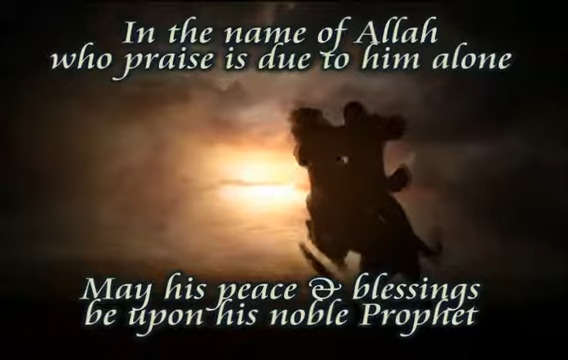 In the name of Allah
who praise is due to him alone
May his peace & blessings
be upon his noble Prophet